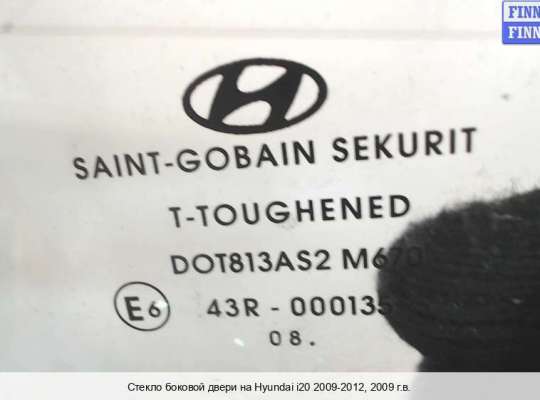 FINN
FINN
SAINT-GOBAIN SEKURIT
T-TOUGHENED
DOT813AS2
E6 43R -
08.
Стекло боковой двери на Hyundai i20 2009-2012, 2009 г.в.